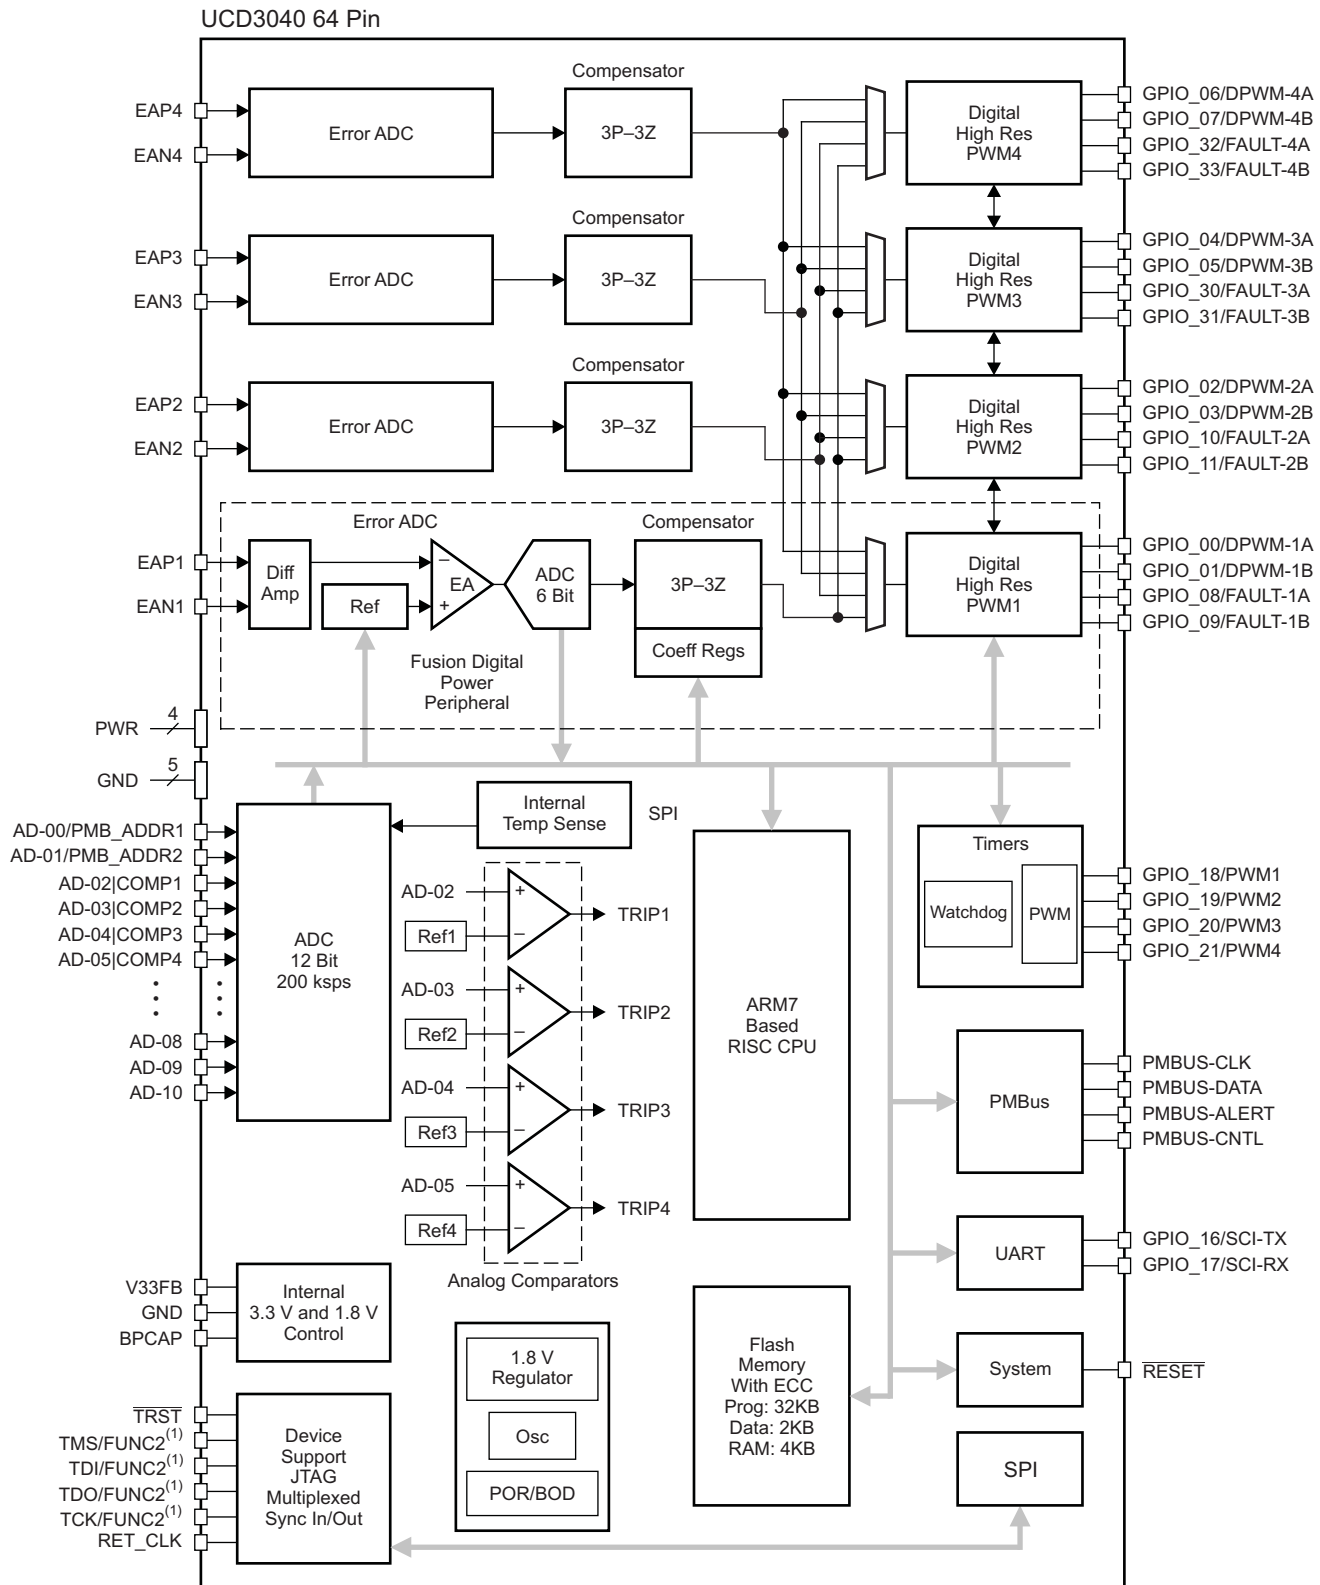 UCD3040 64 Pin
Compensator
EAP4
EAN4
Error ADC
3P–3Z
Digital
High Res
PWM4
GPIO_06/DPWM-4A
GPIO_07/DPWM-4B
GPIO_32/FAULT-4A
GPIO_33/FAULT-4B
Compensator
EAP3
EAN3
Error ADC
3P–3Z
Digital
High Res
PWM3
GPIO_04/DPWM-3A
GPIO_05/DPWM-3B
GPIO_30/FAULT-3A
GPIO_31/FAULT-3B
Compensator
EAP2
EAN2
Error ADC
3P–3Z
Digital
High Res
PWM2
GPIO_02/DPWM-2A
GPIO_03/DPWM-2B
GPIO_10/FAULT-2A
GPIO_11/FAULT-2B
Error ADC
Compensator
EAP1
EAN1
Diff
Amp
Ref
–
EA
+
ADC
6 Bit
3P–3Z
Coeff Regs
Digital
High Res
PWM1
GPIO_00/DPWM-1A
GPIO_01/DPWM-1B
GPIO_08/FAULT-1A
GPIO_09/FAULT-1B
Fusion Digital
Power
Peripheral
PWR
4
GND
5
AD-00/PMB_ADDR1
AD-01/PMB_ADDR2
AD-02|COMP1
AD-03|COMP2
AD-04|COMP3
AD-05|COMP4
AD-08
AD-09
AD-10
ADC
12 Bit
200 ksps
Internal
Temp Sense
SPI
AD-02
Ref1
+
–
TRIP1
AD-03
Ref2
+
–
TRIP2
AD-04
Ref3
+
–
TRIP3
AD-05
Ref4
+
–
TRIP4
Analog Comparators
ARM7
Based
RISC CPU
Timers
Watchdog
PWM
GPIO_18/PWM1
GPIO_19/PWM2
GPIO_20/PWM3
GPIO_21/PWM4
PMBus
PMBUS-CLK
PMBUS-DATA
PMBUS-ALERT
PMBUS-CNTL
UART
GPIO_16/SCI-TX
GPIO_17/SCI-RX
V33FB
GND
BPCAP
Internal
3.3 V and 1.8 V
Control
1.8 V
Regulator
Osc
POR/BOD
Flash
Memory
With ECC
Prog: 32KB
Data: 2KB
RAM: 4KB
System
RESET
SPI
TRST
TMS/FUNC2(1)
TDI/FUNC2(1)
TDO/FUNC2(1)
TCK/FUNC2(1)
RET_CLK
Device
Support
JTAG
Multiplexed
Sync In/Out